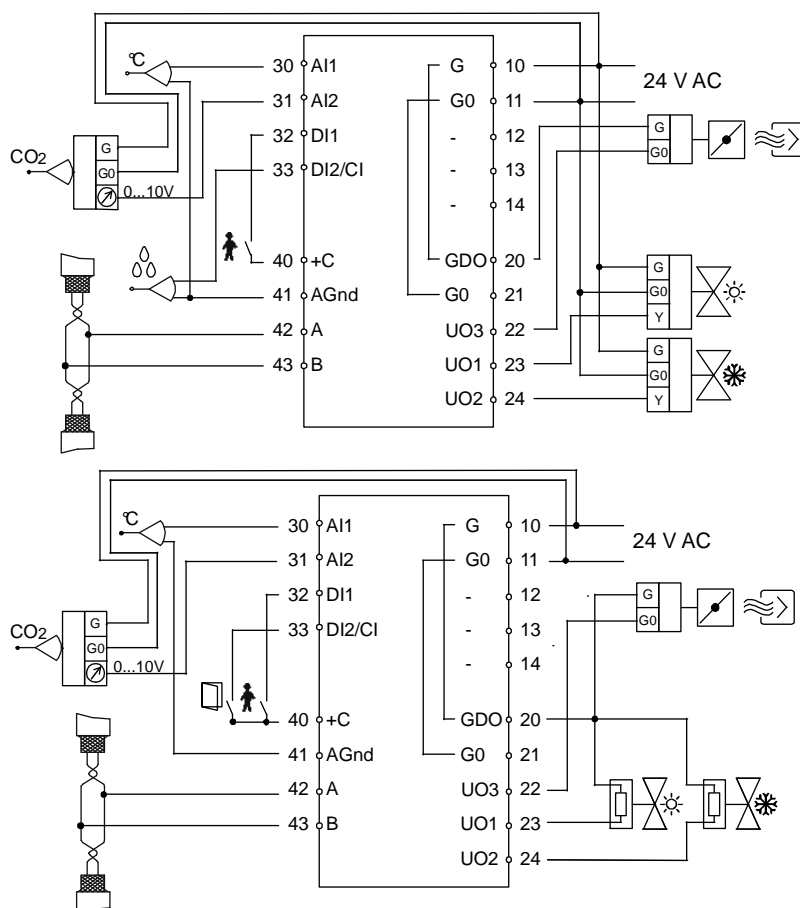 °C 30 AI1 G 10 24 V AC
31 AI2 G0 11
G
CO2 G0 32 DI1 - 12
0...10V
33 DI2/CI - 13
G
G0
- 14
40 +C GDO 20
41 AGnd G0 21
G
G0
Y
42 A UO3 22
43 B UO1 23
G
G0
Y
UO2 24
°C 30 AI1 G 10 24 V AC
31 AI2 G0 11
G
CO2 G0 32 DI1 - 12
0...10V
33 DI2/CI - 13
G
G0
- 14
40 +C GDO 20
41 AGnd G0 21
42 A UO3 22
43 B UO1 23
UO2 24